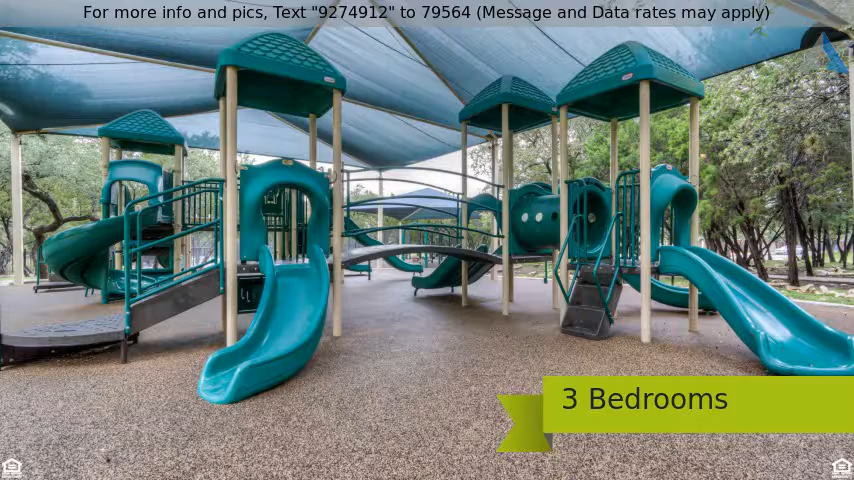 For more info and pics, Text "9274912" to 79564 (Message and Data rates may apply)
3 Bedrooms